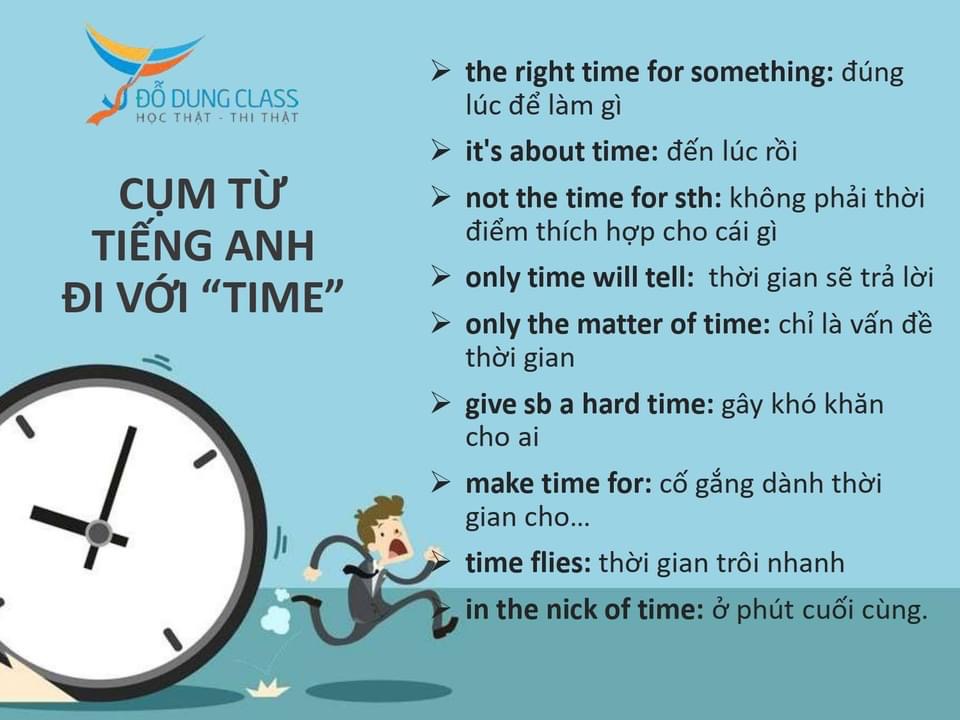 ĐỖ DUNG CLASS
HỌC THẬT - THI THẬT
CỤM TỪ
TIẾNG ANH
ĐI VỚI “TIME”
the right time for something: đúng
lúc để làm gì
it's about time: đến lúc rồi
not the time for sth: không phải thời
điểm thích hợp cho cái gì
only time will tell: thời gian sẽ trả lời
only the matter of time: chỉ là vấn đề
thời gian
give sb a hard time: gây khó khăn
cho ai
make time for: cố gắng dành thời
gian cho…
time flies: thời gian trôi nhanh
in the nick of time: ở phút cuối cùng.